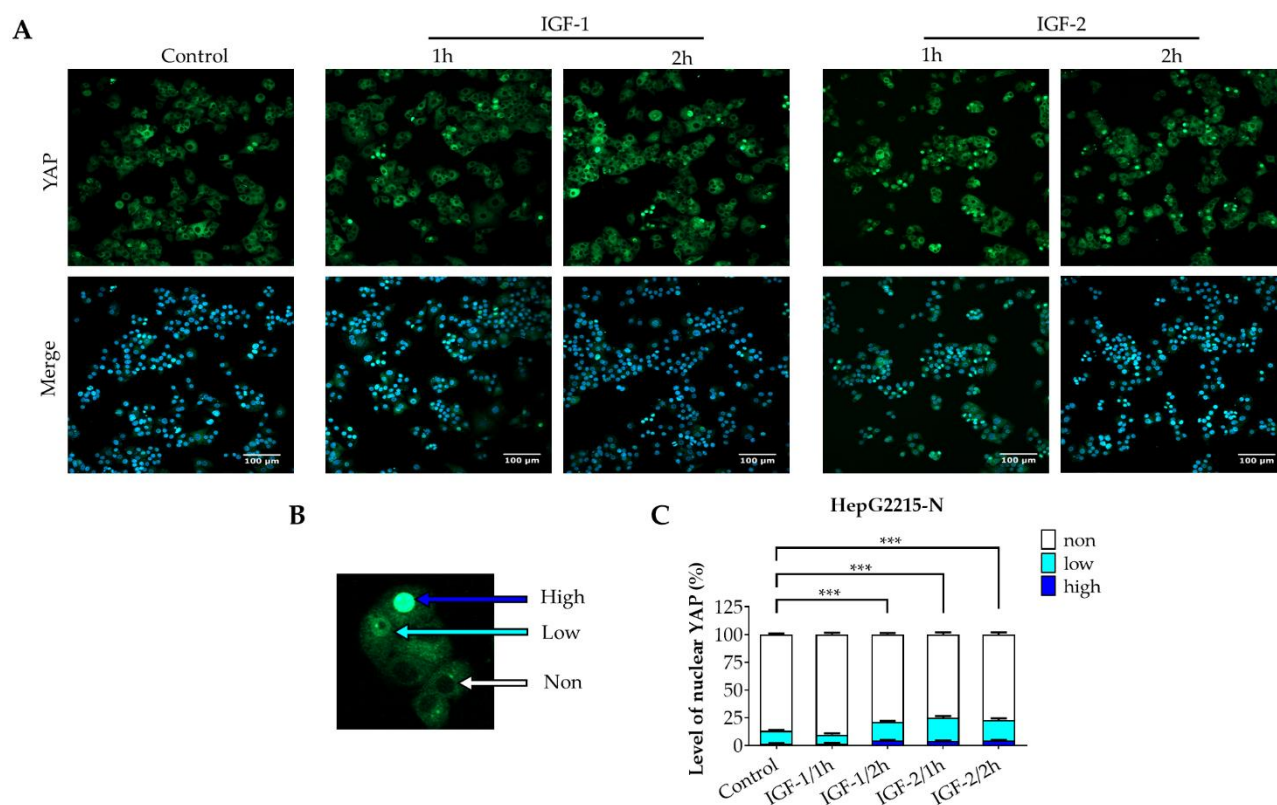 A
IGF-1
IGF-2
Control
1h
2h
1h
2h
YAP
Merge
100 µm
100 µm
100 µm
100 µm
100 µm
B
High
Low
Non
C
HepG2215-N
non
low
high
***
***
***
Level of nuclear YAP (%)
125
100
75
50
25
0
Control
IGF-1/1h
IGF-1/2h
IGF-2/1h
IGF-2/2h